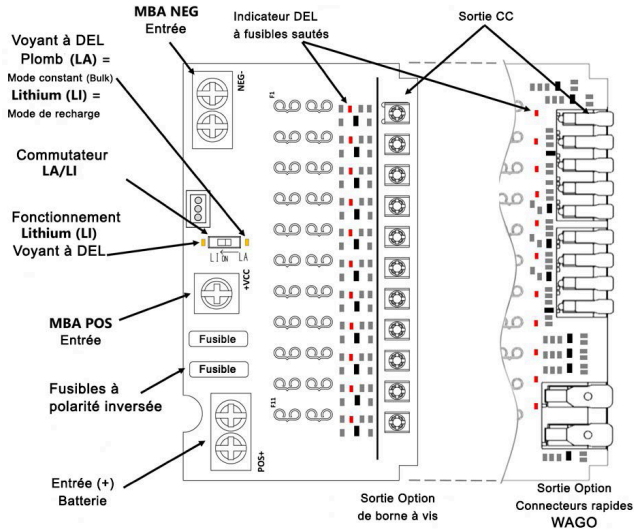 MBA NEG
Entrée
Indicateur DEL
à fusibles sautés
Sortie CC
Voyant à DEL
Plomb (LA) =
Mode constant (Bulk)
Lithium (LI) =
Mode de recharge
NEG-
F1
Commutateur
LA/LI
Fonctionnement
Lithium (LI)
Voyant à DEL
LI ON LA
+VCC
MBA POS
Entrée
Fusible
Fusible
Fusibles à
polarité inversée
F11
POS+
Entrée (+)
Batterie
Sortie Option
de borne à vis
Sortie Option
Connecteurs rapides
WAGO